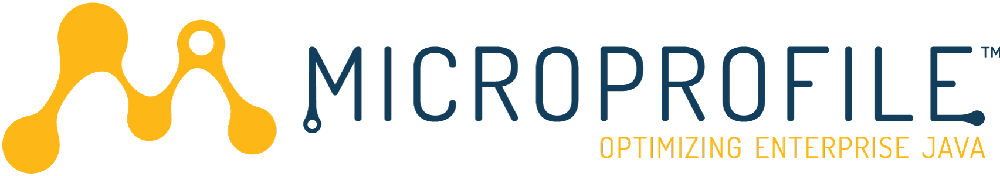 MICROPROFILE™
OPTIMIZING ENTERPRISE JAVA